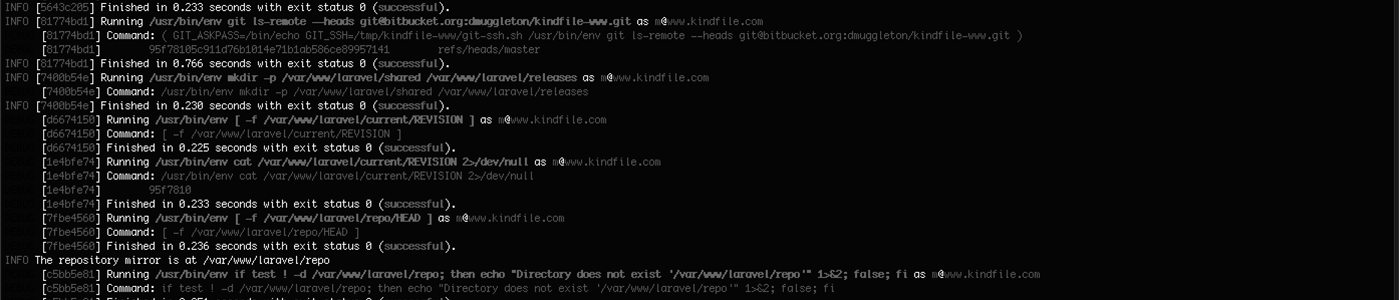 INFO [5643c205] Finished in 0.233 seconds with exit status 0 (successful).
INFO [81774bd1] Running /usr/bin/env git ls-remote --heads git@bitbucket.org:dmuggleton/kindfile-www.git as m@www.kindfile.com
[81774bd1] Command: ( GIT_ASKPASS=/bin/echo GIT_SSH=/tmp/kindfile-www/git-ssh.sh /usr/bin/env git ls-remote --heads git@bitbucket.org:dmuggleton/kindfile-www.git )
[81774bd1] 95f78105c911d76b1014e71b1ab586ce89957141 refs/heads/master
INFO [81774bd1] Finished in 0.766 seconds with exit status 0 (successful).
INFO [7400b54e] Running /usr/bin/env mkdir -p /var/www/laravel/shared /var/www/laravel/releases as m@www.kindfile.com
[7400b54e] Command: /usr/bin/env mkdir -p /var/www/laravel/shared /var/www/laravel/releases
INFO [7400b54e] Finished in 0.230 seconds with exit status 0 (successful).
[d6674150] Running /usr/bin/env [ -f /var/www/laravel/current/REVISION ] as m@www.kindfile.com
[d6674150] Command: [ -f /var/www/laravel/current/REVISION ]
[d6674150] Finished in 0.225 seconds with exit status 0 (successful).
[1e4bfe74] Running /usr/bin/env cat /var/www/laravel/current/REVISION 2>/dev/null as m@www.kindfile.com
[1e4bfe74] Command: /usr/bin/env cat /var/www/laravel/current/REVISION 2>/dev/null
[1e4bfe74] 95f7810
[1e4bfe74] Finished in 0.233 seconds with exit status 0 (successful).
[7fbe4560] Running /usr/bin/env [ -f /var/www/laravel/repo/HEAD ] as m@www.kindfile.com
[7fbe4560] Command: [ -f /var/www/laravel/repo/HEAD ]
[7fbe4560] Finished in 0.236 seconds with exit status 0 (successful).
INFO The repository mirror is at /var/www/laravel/repo
[c5bb5e81] Running /usr/bin/env if test ! -d /var/www/laravel/repo; then echo "Directory does not exist '/var/www/laravel/repo'" 1>&2; false; fi as m@www.kindfile.com
[c5bb5e81] Command: if test ! -d /var/www/laravel/repo; then echo "Directory does not exist '/var/www/laravel/repo'" 1>&2; false; fi